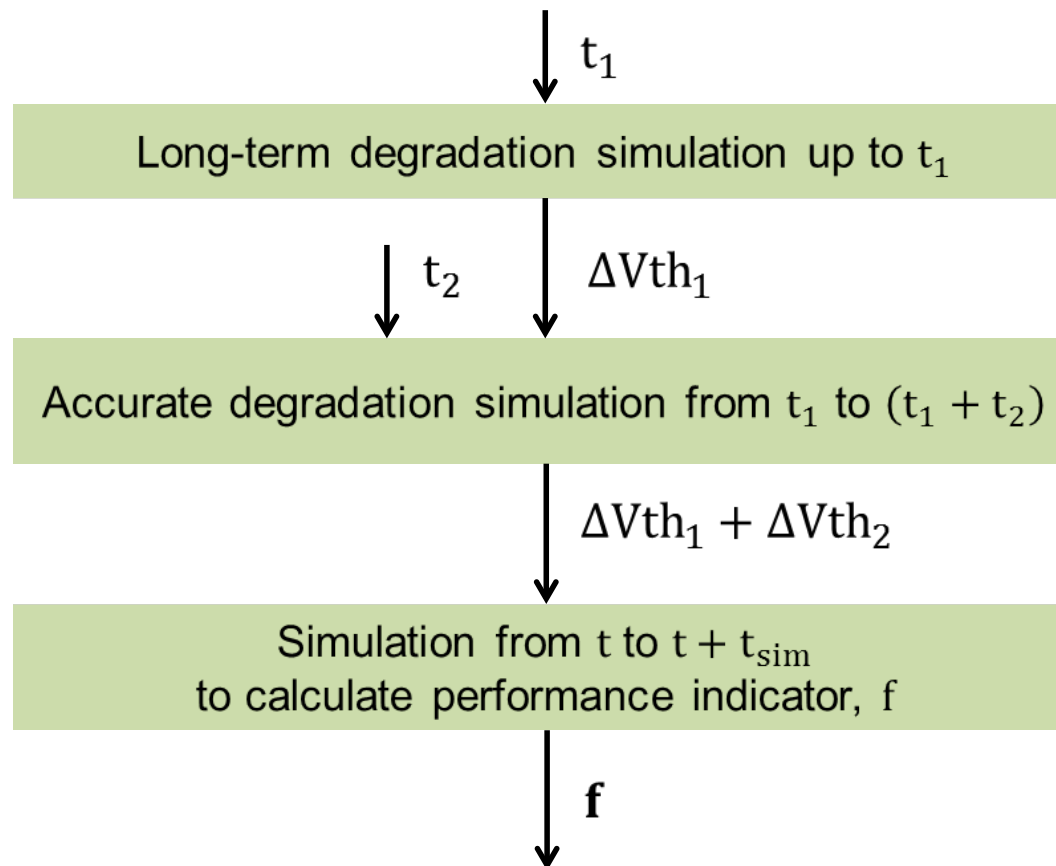 t₁
Long-term degradation simulation up to t₁
t₂
ΔVth₁
Accurate degradation simulation from t₁ to (t₁ + t₂)
ΔVth₁ + ΔVth₂
Simulation from t to t + tsim
to calculate performance indicator, f
f